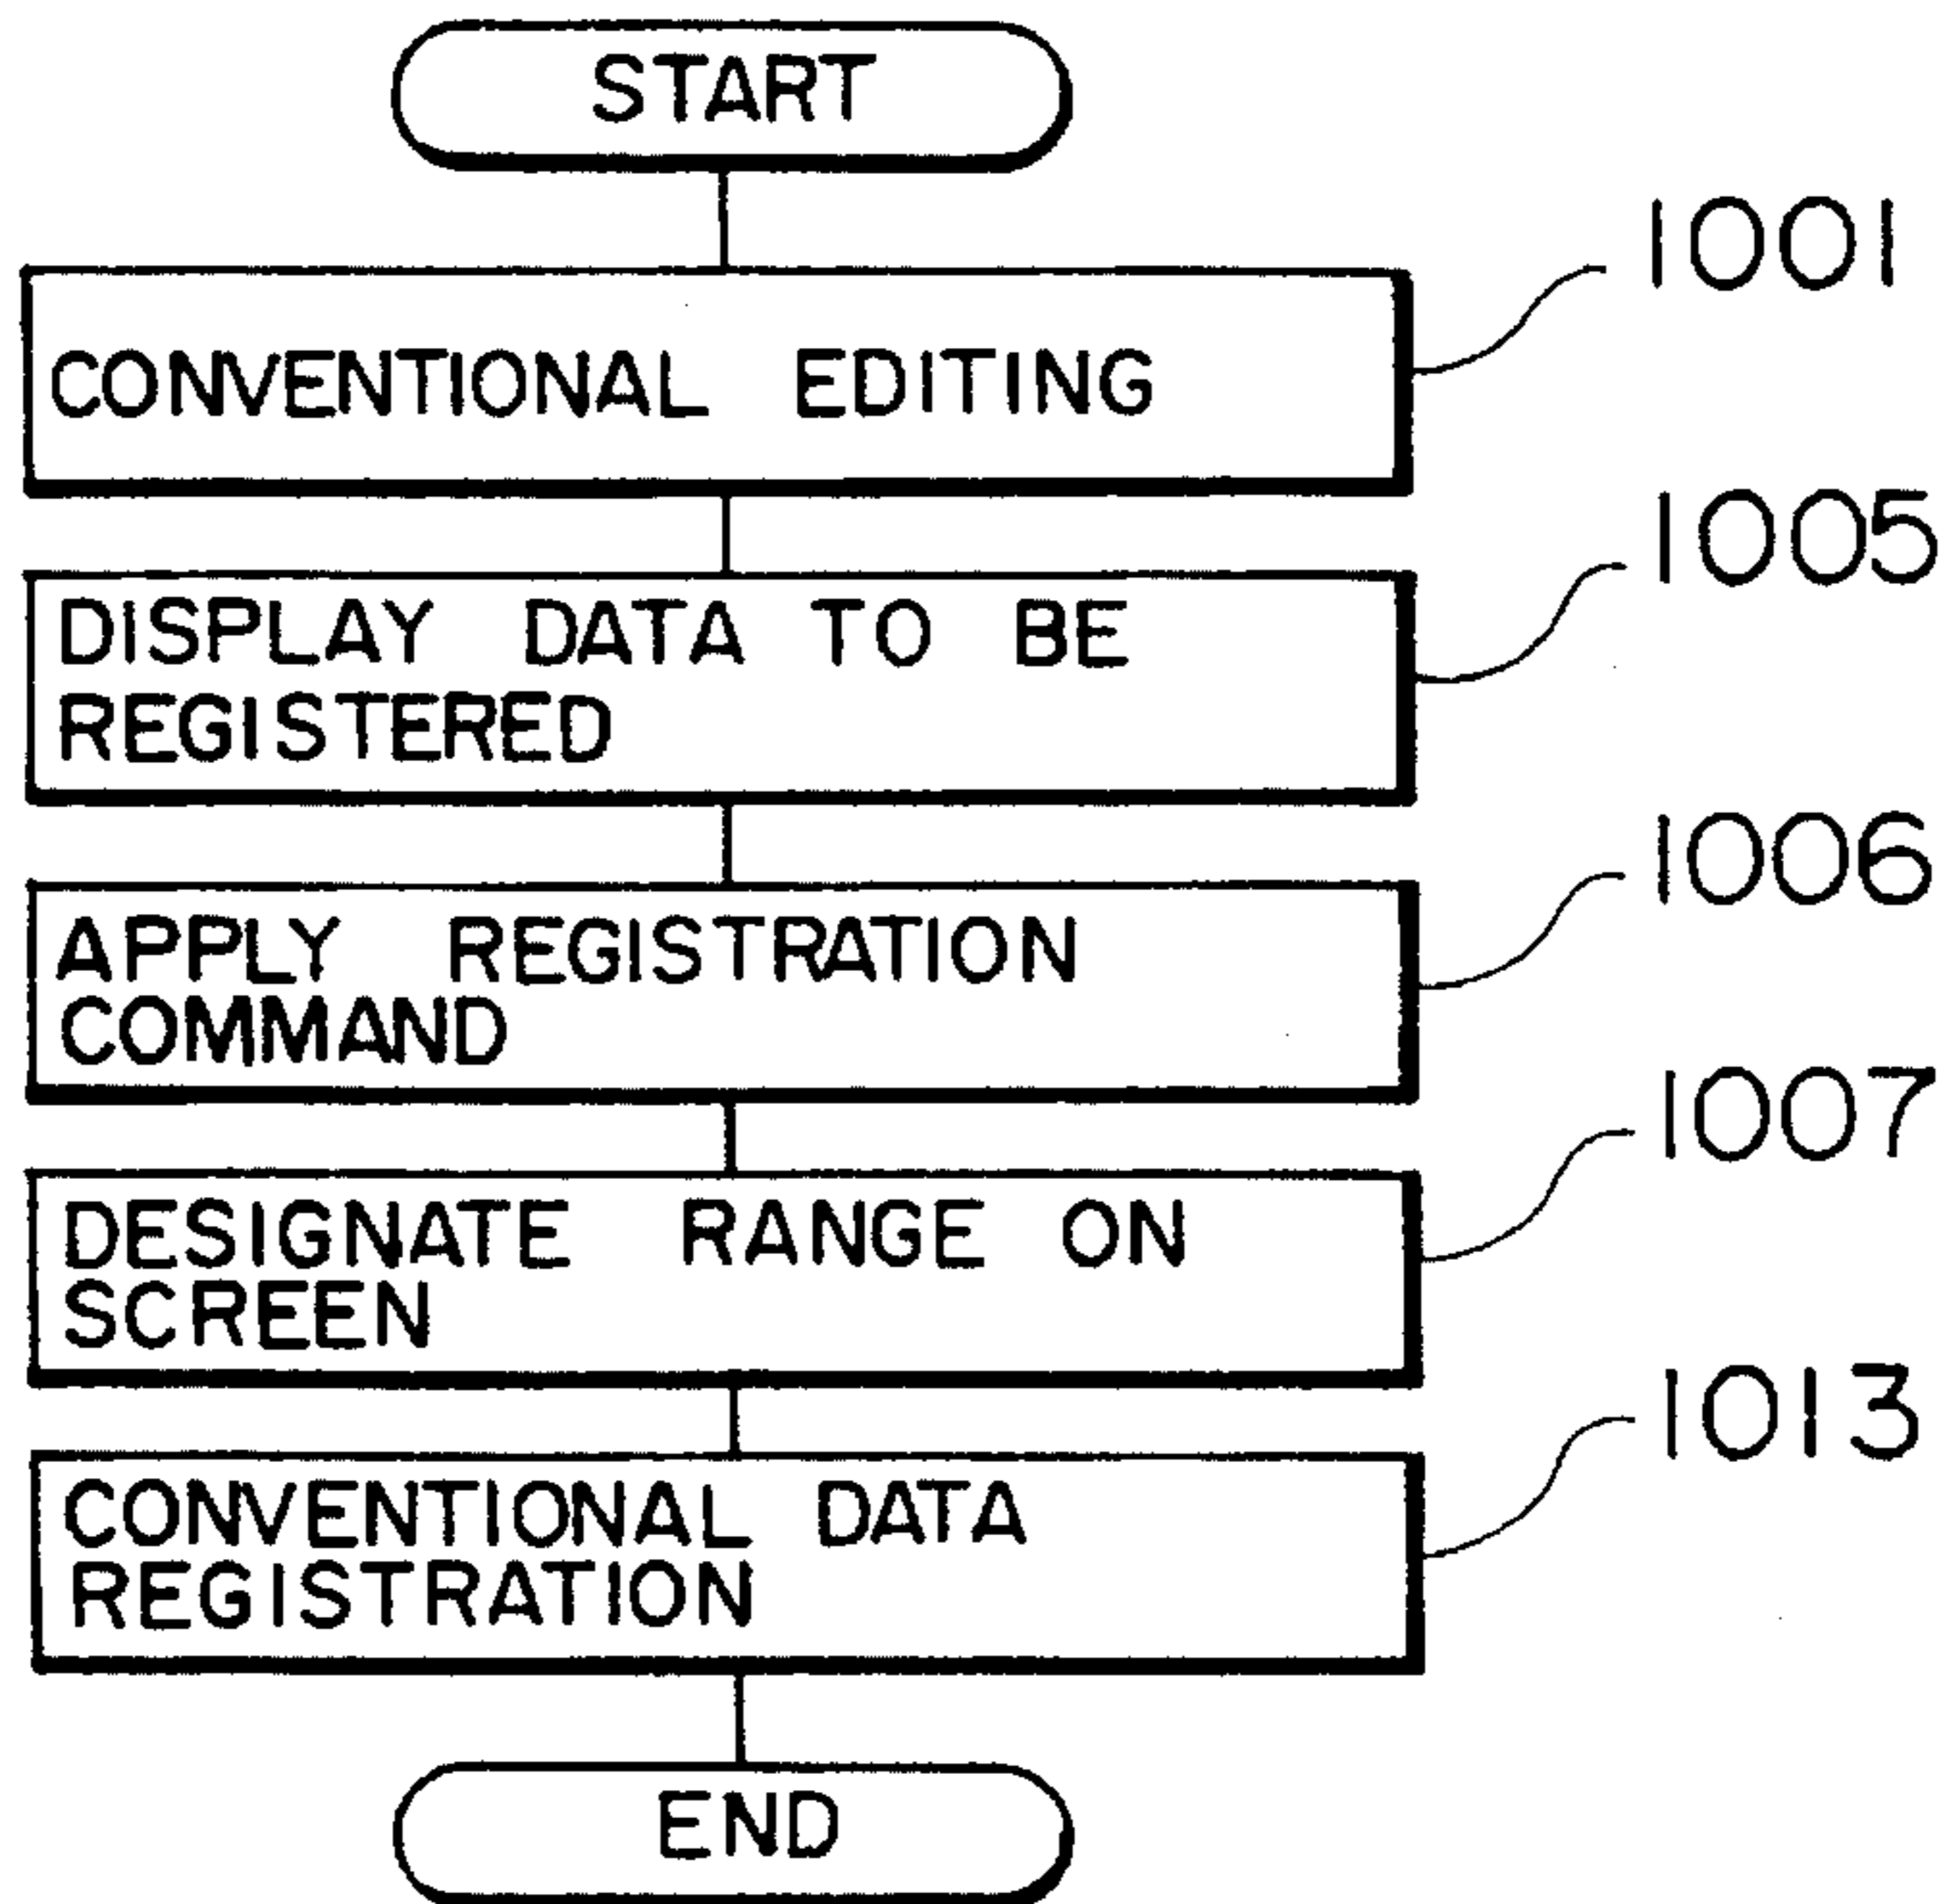 START
1001
CONVENTIONAL EDITING
1005
DISPLAY DATA TO BE
REGISTERED
1006
APPLY REGISTRATION
COMMAND
1007
DESIGNATE RANGE ON
SCREEN
1013
CONVENTIONAL DATA
REGISTRATION
END